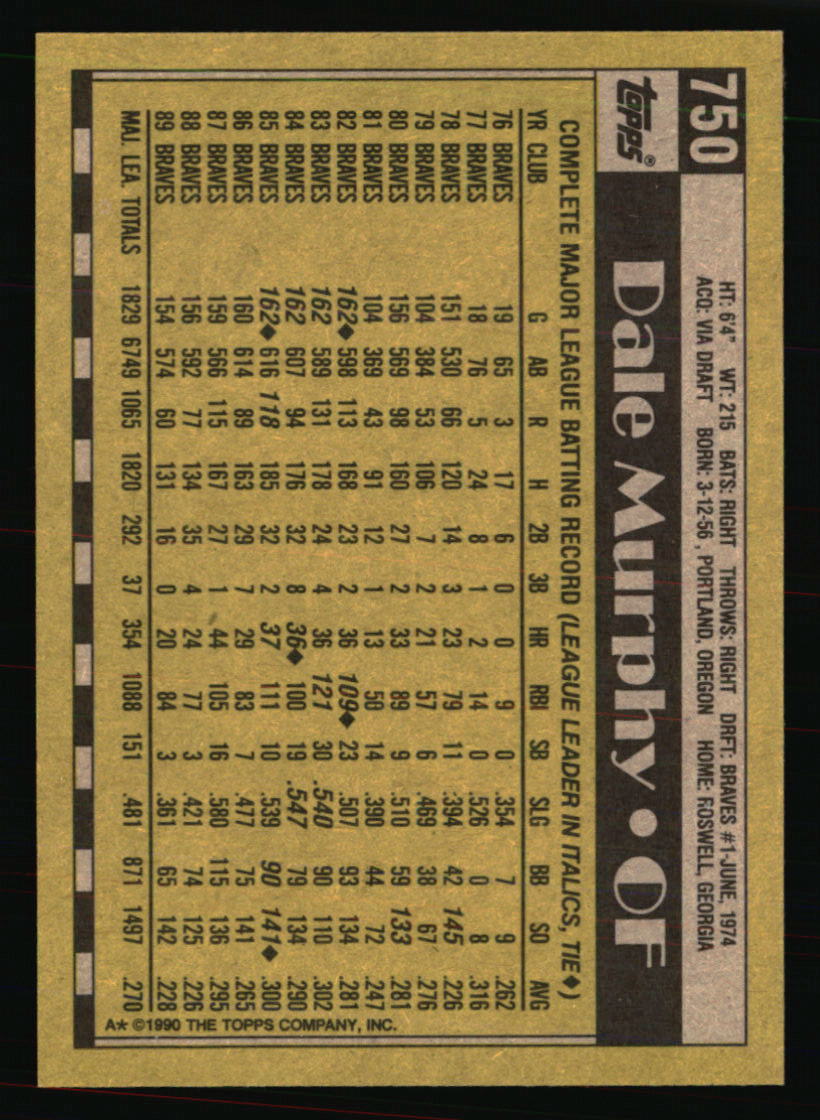 750
topps®
HT: 6'4" WT: 215 BATS: RIGHT THROWS: RIGHT DRFT: BRAVES #1-JUNE, 1974
ACQ: VIA DRAFT BORN: 3-12-56, PORTLAND, OREGON HOME: ROSWELL, GEORGIA
Dale Murphy • OF
COMPLETE MAJOR LEAGUE BATTING RECORD (LEAGUE LEADER IN ITALICS, TIE♦)
YR CLUB G AB R H 2B 3B HR RBI SB SLG BB SO AVG
76 BRAVES 19 65 3 17 6 0 0 9 0 .354 7 9 .262
77 BRAVES 18 76 5 24 8 1 2 14 0 .526 0 8 .316
78 BRAVES 151 530 66 120 14 3 23 79 11 .394 42 145 .226
79 BRAVES 104 384 53 106 7 2 21 57 6 .469 38 67 .276
80 BRAVES 156 569 98 160 27 2 33 89 9 .510 59 133 .281
81 BRAVES 104 369 43 91 12 1 13 50 14 .390 44 72 .247
82 BRAVES 162♦ 598 113 168 23 2 36 109♦ 23 .507 93 134 .281
83 BRAVES 162 589 131 178 24 4 36 121 30 .540 90 110 .302
84 BRAVES 162 607 94 176 32 8 36♦ 100 19 .547 79 134 .290
85 BRAVES 162♦ 616 118 185 32 2 37 111 10 .539 90 141♦ .300
86 BRAVES 160 614 89 163 29 7 29 83 7 .477 75 141 .265
87 BRAVES 159 566 115 167 27 1 44 105 16 .580 115 136 .295
88 BRAVES 156 592 77 134 35 4 24 77 3 .421 74 125 .226
89 BRAVES 154 574 60 131 16 0 20 84 3 .361 65 142 .228
MAJ. LEA. TOTALS 1829 6749 1065 1820 292 37 354 1088 151 .481 871 1497 .270
A* ©1990 THE TOPPS COMPANY, INC.